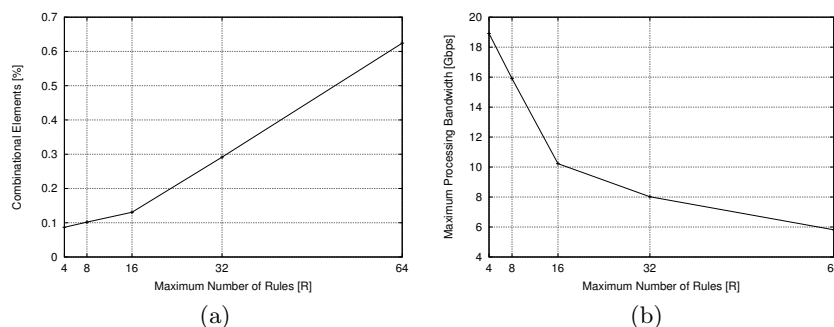 0.7
0.6
0.5
0.4
0.3
0.2
0.1
0
Combinational Elements [%]
4 8 16 32 64
Maximum Number of Rules [R]
(a)
20
18
16
14
12
10
8
6
4
Maximum Processing Bandwidth [Gbps]
4 8 16 32 6
Maximum Number of Rules [R]
(b)